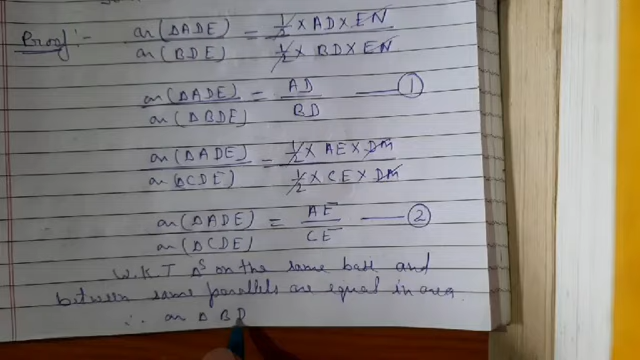 Proof:- ar(ΔADE)/ar(BDE) = ½ × AD × EN / ½ × BD × EN
ar(ΔADE)/ar(ΔBDE) = AD/BD —— ①
ar(ΔADE)/ar(ΔCDE) = ½ × AE × DM / ½ × CE × DM
ar(ΔADE)/ar(ΔCDE) = AE/CE —— ②
W.K.T Δs on the same base and
between same parallels are equal in area.
∴ ar Δ BD